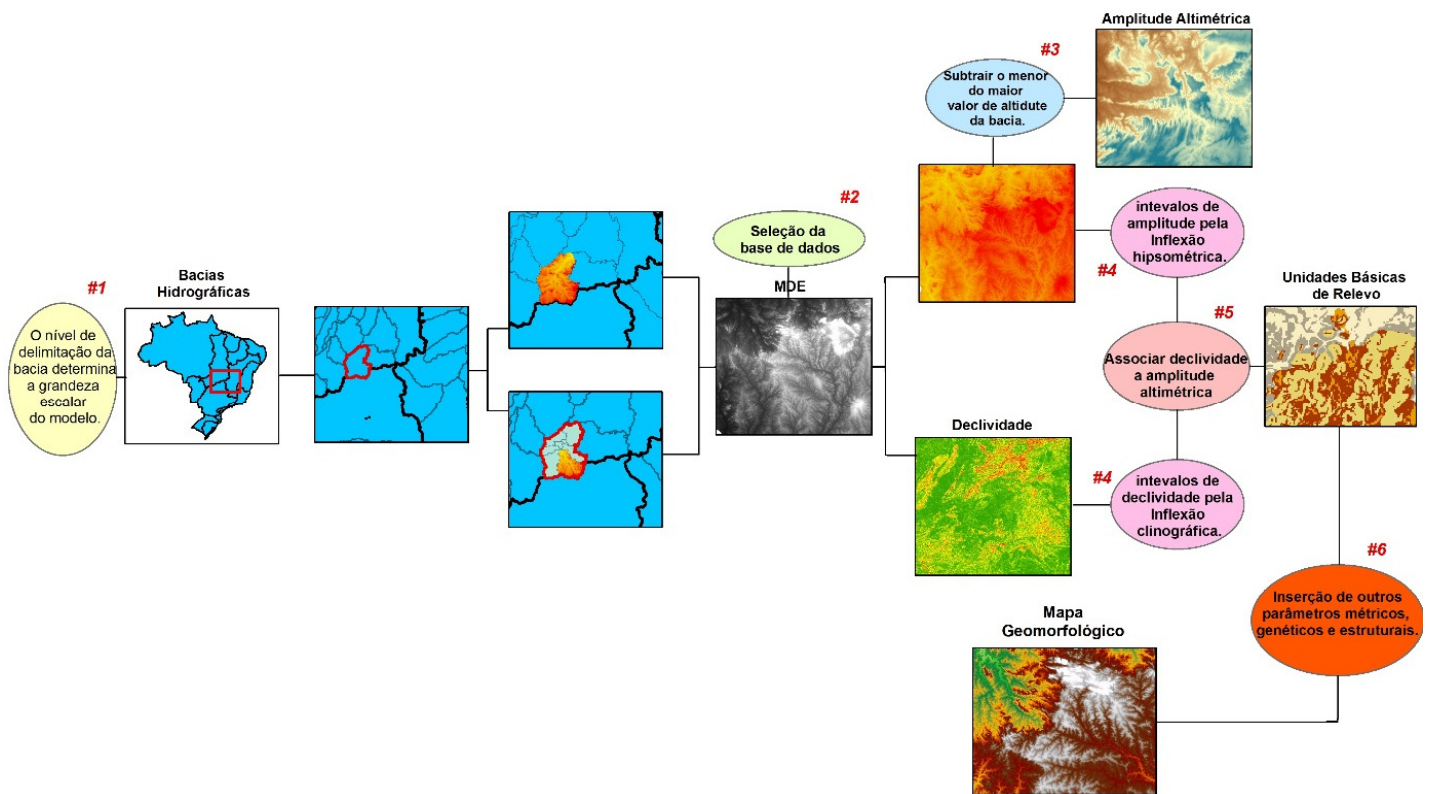 #1
O nível de
delimitação da
bacia determina
a grandeza
escalar
do modelo.
Bacias
Hidrográficas
#2
Seleção da
base de dados
MDE
#3
Subtrair o menor
do maior
valor de altidute
da bacia.
Amplitude Altimétrica
intevalos de
amplitude pela
Inflexão
hipsométrica.
#4
#5
Associar declividade
a amplitude
altimétrica
Unidades Básicas
de Relevo
Declividade
#4
intevalos de
declividade pela
Inflexão
clinográfica.
#6
Inserção de outros
parâmetros métricos,
genéticos e estruturais.
Mapa
Geomorfológico